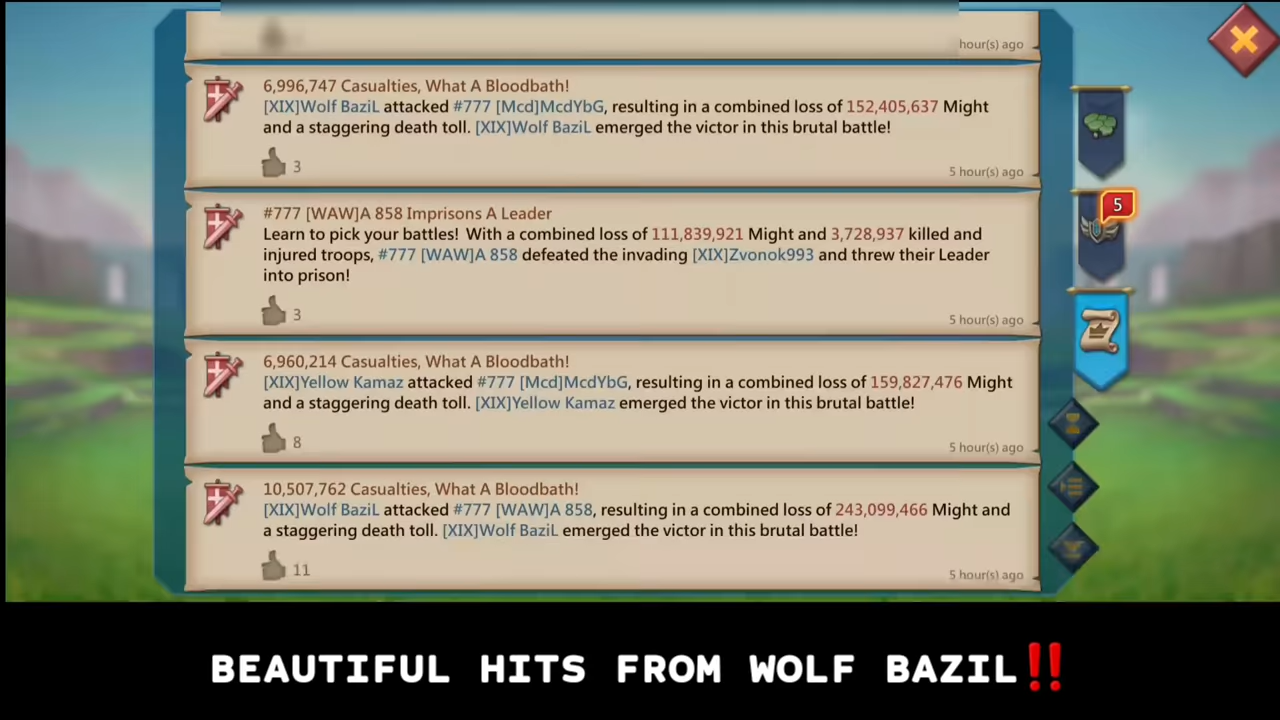 hour(s) ago
6,996,747 Casualties, What A Bloodbath!
[XIX]Wolf BaziL attacked #777 [Mcd]McdYbG, resulting in a combined loss of 152,405,637 Might
and a staggering death toll. [XIX]Wolf BaziL emerged the victor in this brutal battle!
3
5 hour(s) ago
5
#777 [WAW]A 858 Imprisons A Leader
Learn to pick your battles! With a combined loss of 111,839,921 Might and 3,728,937 killed and
injured troops, #777 [WAW]A 858 defeated the invading [XIX]Zvonok993 and threw their Leader
into prison!
3
5 hour(s) ago
6,960,214 Casualties, What A Bloodbath!
[XIX]Yellow Kamaz attacked #777 [Mcd]McdYbG, resulting in a combined loss of 159,827,476 Might
and a staggering death toll. [XIX]Yellow Kamaz emerged the victor in this brutal battle!
8
5 hour(s) ago
10,507,762 Casualties, What A Bloodbath!
[XIX]Wolf BaziL attacked #777 [WAW]A 858, resulting in a combined loss of 243,099,466 Might and
a staggering death toll. [XIX]Wolf BaziL emerged the victor in this brutal battle!
11
5 hour(s) ago
BEAUTIFUL HITS FROM WOLF BAZIL‼